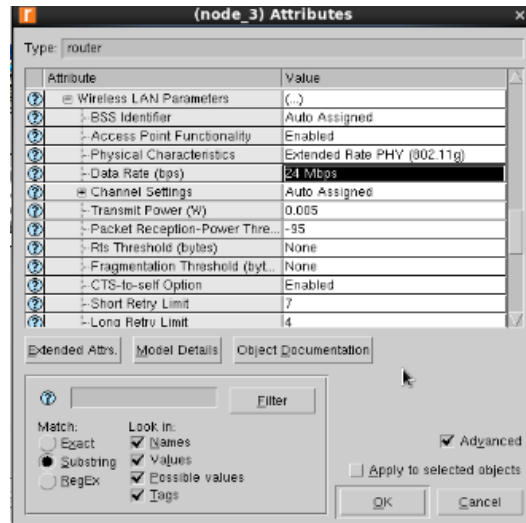 (node_3) Attributes
Type: router
Attribute Value
Wireless LAN Parameters (...)
BSS Identifier Auto Assigned
Access Point Functionality Enabled
Physical Characteristics Extended Rate PHY (802.11g)
Data Rate (bps) 24 Mbps
Channel Settings Auto Assigned
Transmit Power (W) 0.005
Packet Reception-Power Thre... -95
Rts Threshold (bytes) None
Fragmentation Threshold (byt... None
CTS-to-self Option Enabled
Short Retry Limit 7
Long Retry Limit 4
Extended Attrs. Model Details Object Documentation
Filter
Match: Look in:
Exact Names
Substring Values
RegEx Possible values
Tags
Advanced
Apply to selected objects
OK Cancel